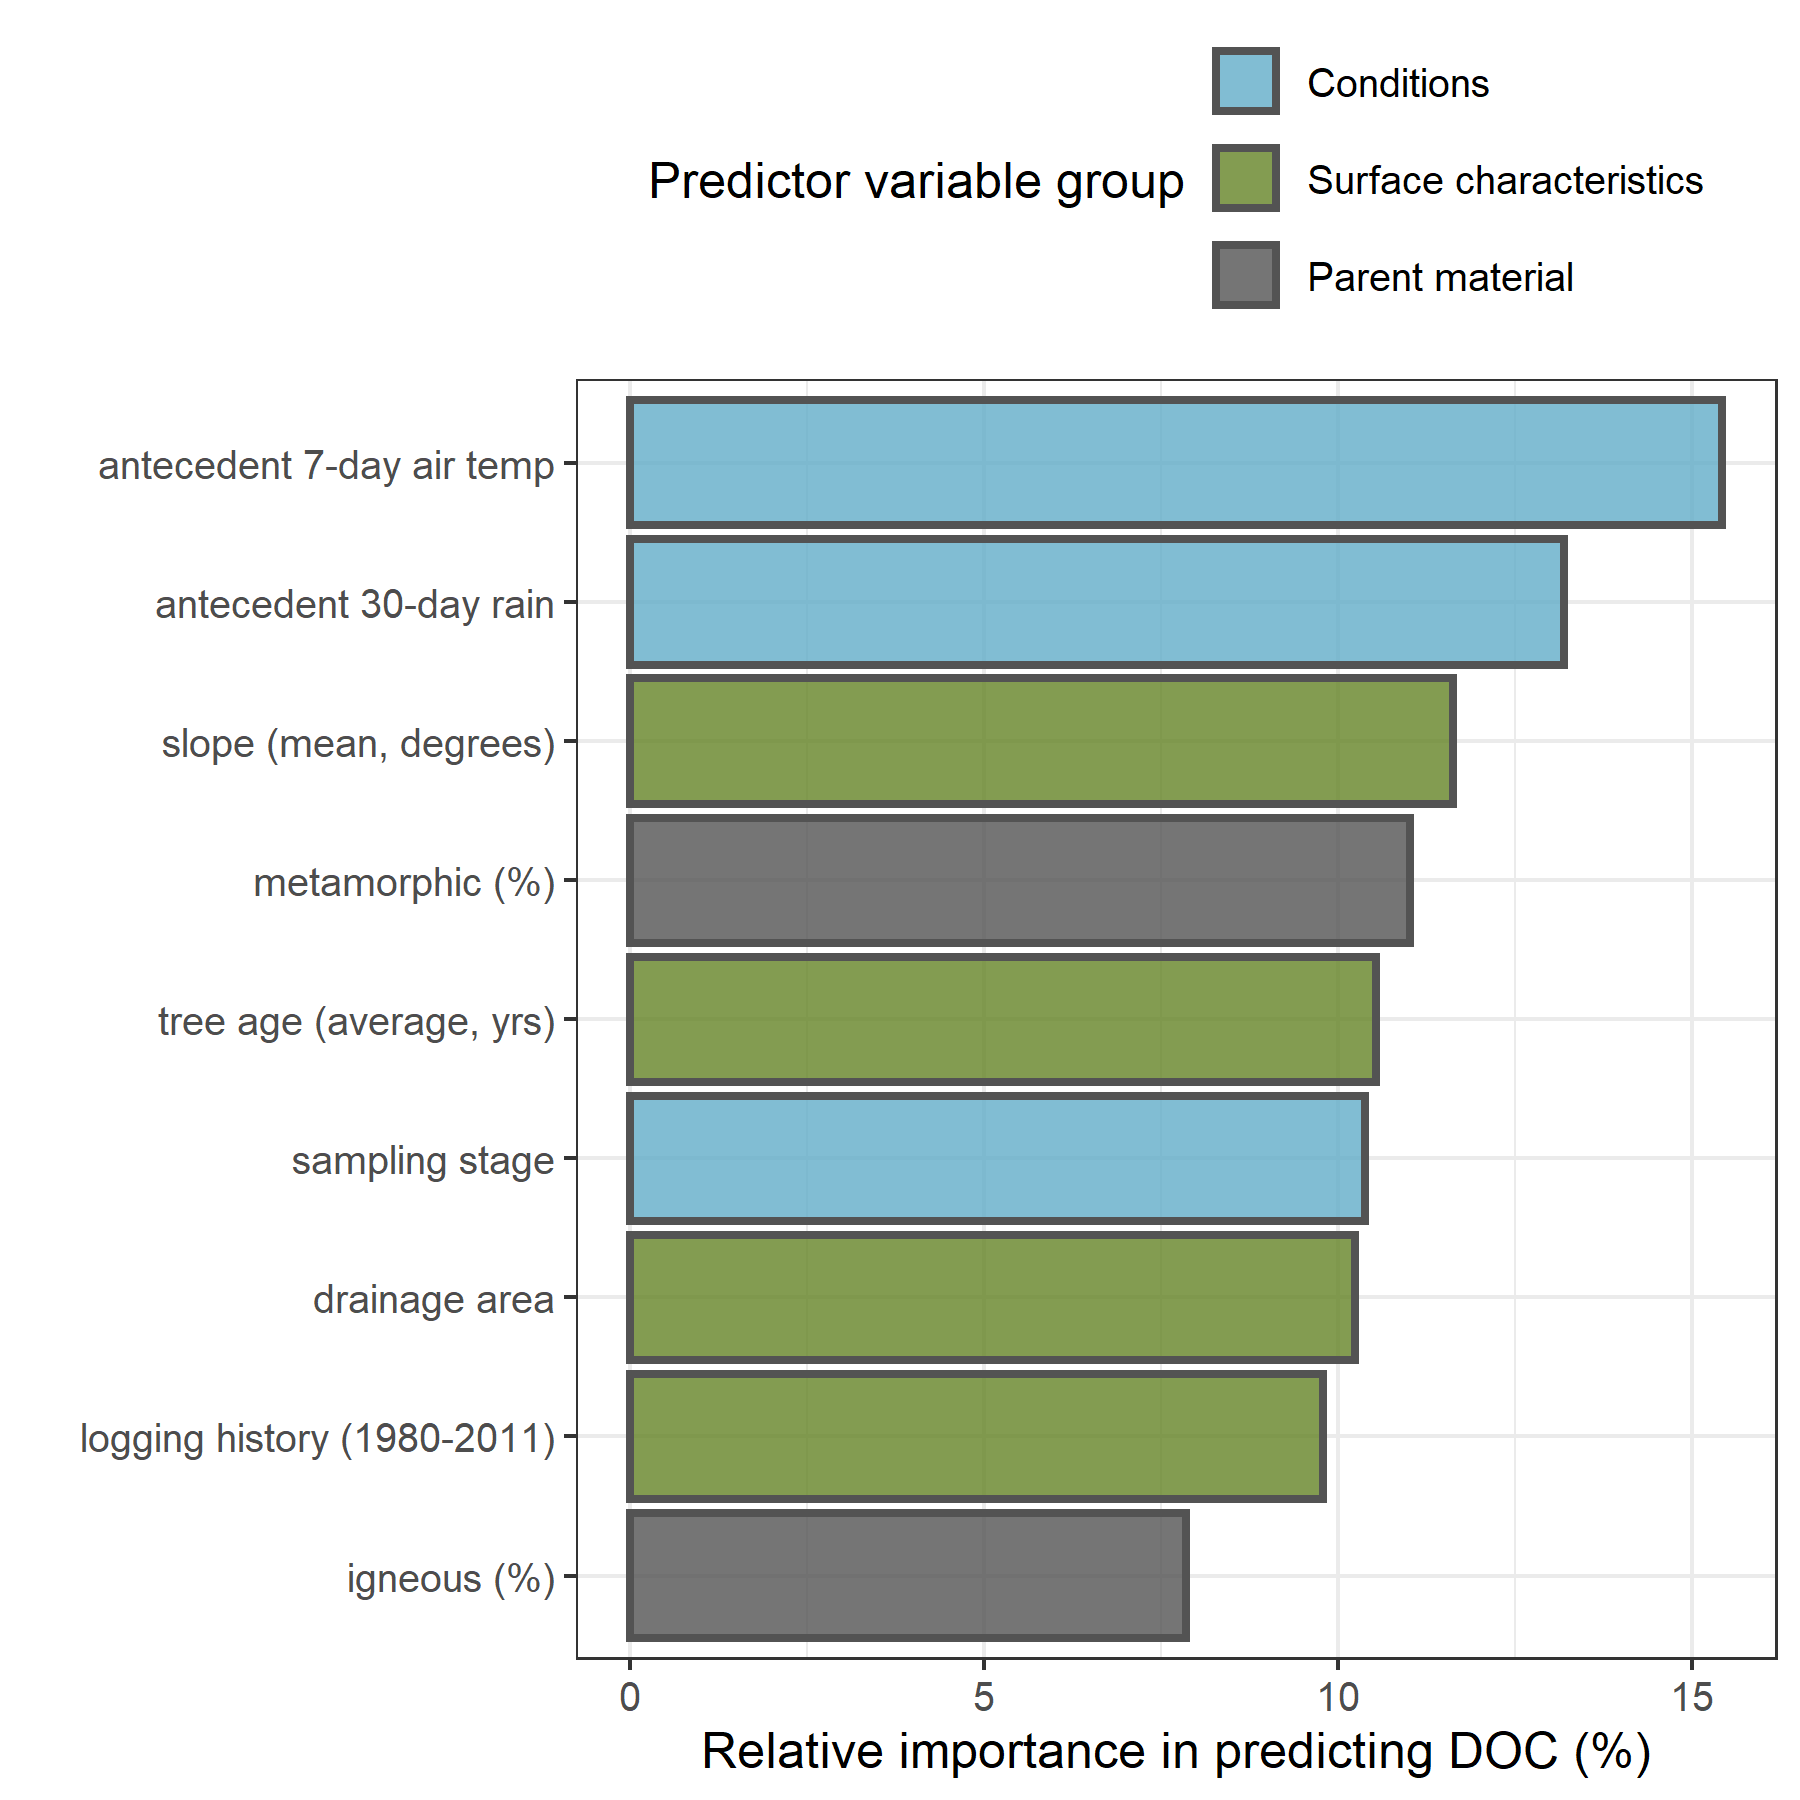 Conditions
Predictor variable group
Surface characteristics
Parent material
antecedent 7-day air temp
antecedent 30-day rain
slope (mean, degrees)
metamorphic (%)
tree age (average, yrs)
sampling stage
drainage area
logging history (1980-2011)
igneous (%)
0 5 10 15
Relative importance in predicting DOC (%)